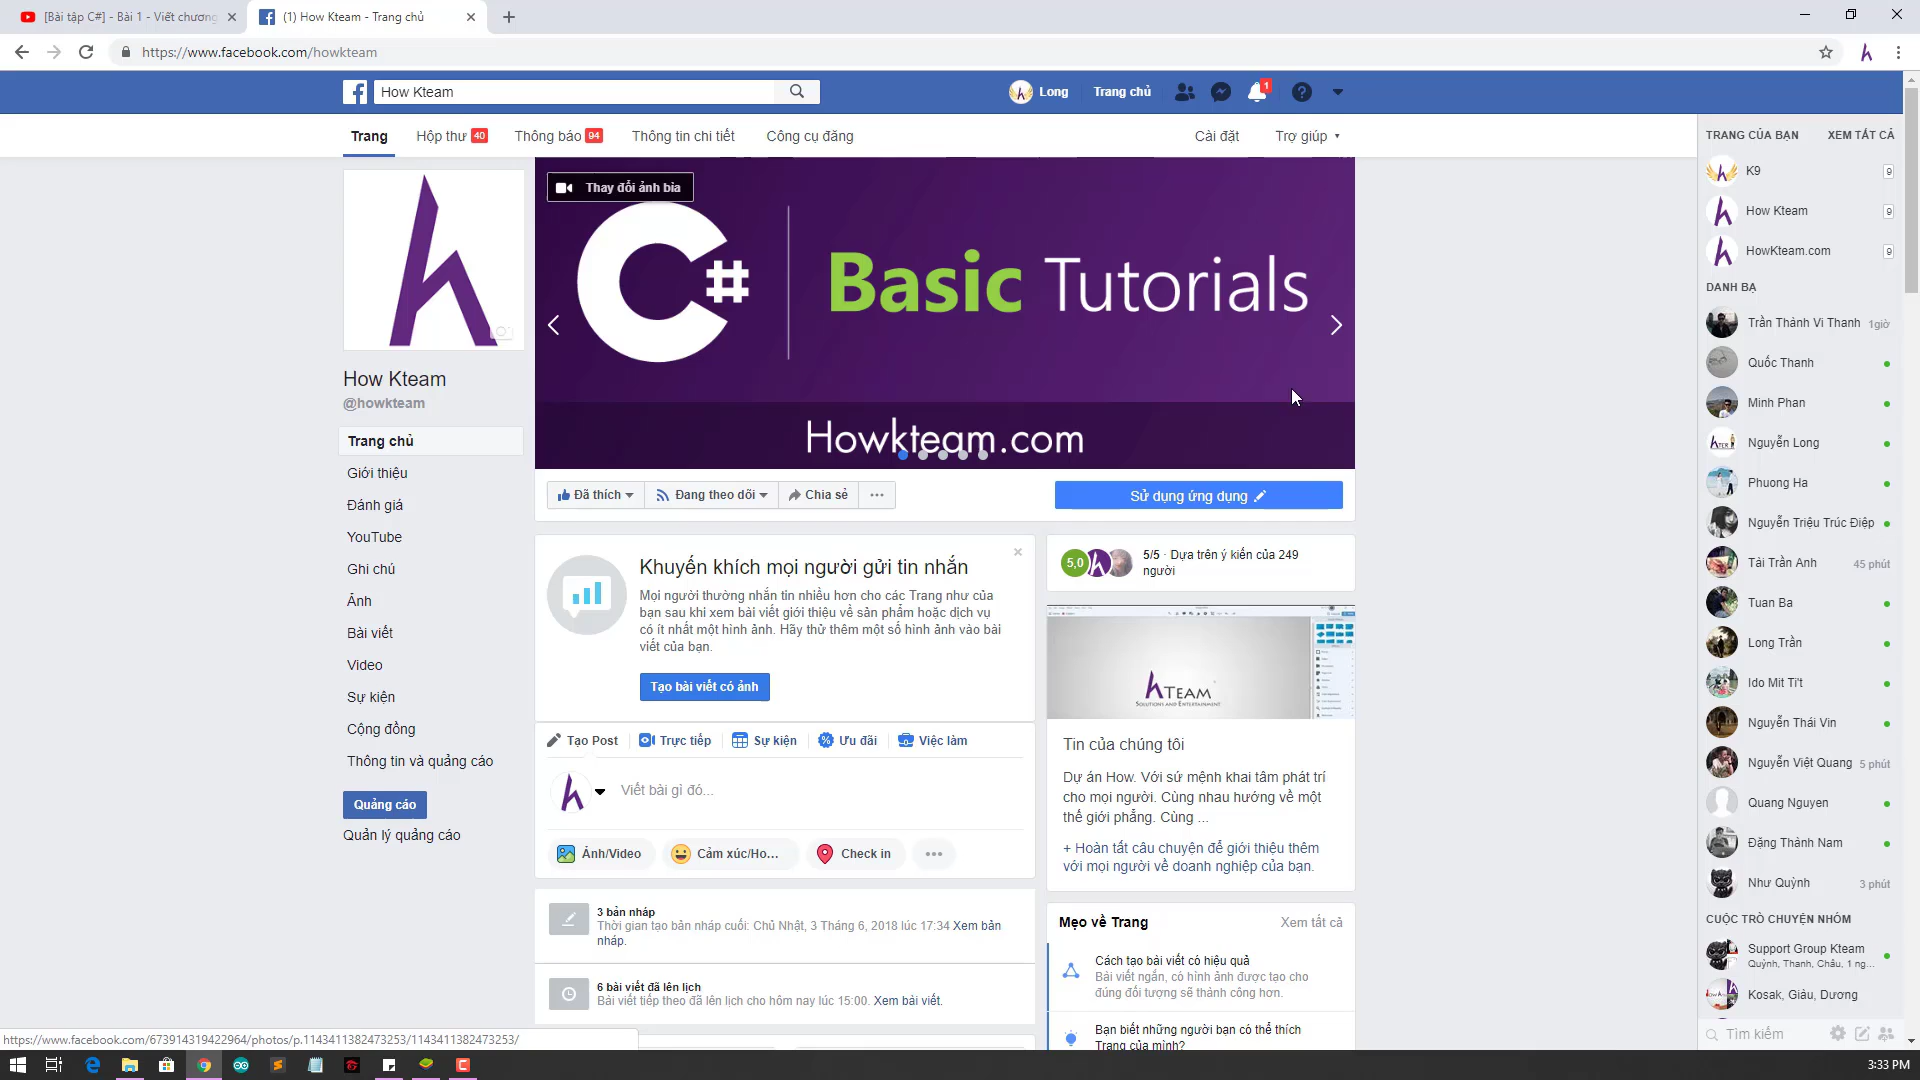 [Bài tập C#] - Bài 1 - Viết chương
(1) How Kteam - Trang chủ
https://www.facebook.com/howkteam
How Kteam
Long
Trang chủ
1
Trang
Hộp thư 40
Thông báo 94
Thông tin chi tiết
Công cụ đăng
Cài đặt
Trợ giúp
Thay đổi ảnh bìa
C#
Basic Tutorials
Howkteam.com
How Kteam
@howkteam
Trang chủ
Giới thiệu
Đánh giá
YouTube
Ghi chú
Ảnh
Bài viết
Video
Sự kiện
Cộng đồng
Thông tin và quảng cáo
Quảng cáo
Quản lý quảng cáo
Đã thích
Đang theo dõi
Chia sẻ
Sử dụng ứng dụng
Khuyến khích mọi người gửi tin nhắn
Mọi người thường nhắn tin nhiều hơn cho các Trang như của
bạn sau khi xem bài viết giới thiệu về sản phẩm hoặc dịch vụ
có ít nhất một hình ảnh. Hãy thử thêm một số hình ảnh vào bài
viết của bạn.
Tạo bài viết có ảnh
Tạo Post
Trực tiếp
Sự kiện
Ưu đãi
Việc làm
Viết bài gì đó...
Ảnh/Video
Cảm xúc/Ho...
Check in
3 bản nháp
Thời gian tạo bản nháp cuối: Chủ Nhật, 3 Tháng 6, 2018 lúc 17:34 Xem bản
nháp.
6 bài viết đã lên lịch
Bài viết tiếp theo đã lên lịch cho hôm nay lúc 15:00. Xem bài viết.
5,0
5/5 · Dựa trên ý kiến của 249
người
hTEAM
SOLUTIONS AND ENTERTAINMENT
Tin của chúng tôi
Dự án How. Với sứ mệnh khai tâm phát trí
cho mọi người. Cùng nhau hướng về một
thế giới phẳng. Cùng ...
+ Hoàn tất câu chuyện để giới thiệu thêm
với mọi người về doanh nghiệp của bạn.
Mẹo về Trang
Xem tất cả
Cách tạo bài viết có hiệu quả
Bài viết ngắn, có hình ảnh được tạo cho
đúng đối tượng sẽ thành công hơn.
Bạn biết những người bạn có thể thích
Trang của mình?
TRANG CỦA BẠN
XEM TẤT CẢ
K9
9
How Kteam
9
HowKteam.com
9
DANH BẠ
Trần Thành Vi Thanh 1giờ
Quốc Thanh
Minh Phan
Nguyễn Long
Phuong Ha
Nguyễn Triệu Trúc Điệp
Tài Trần Anh 45 phút
Tuan Ba
Long Trần
Ido Mit Ti't
Nguyễn Thái Vin
Nguyễn Việt Quang 5 phút
Quang Nguyen
Đặng Thành Nam
Như Quỳnh 3 phút
CUỘC TRÒ CHUYỆN NHÓM
Support Group Kteam
Quỳnh, Thanh, Châu, 1 ng...
Kosak, Giàu, Dương
Tìm kiếm
https://www.facebook.com/673914319422964/photos/p.1143411382473253/1143411382473253/
3:33 PM